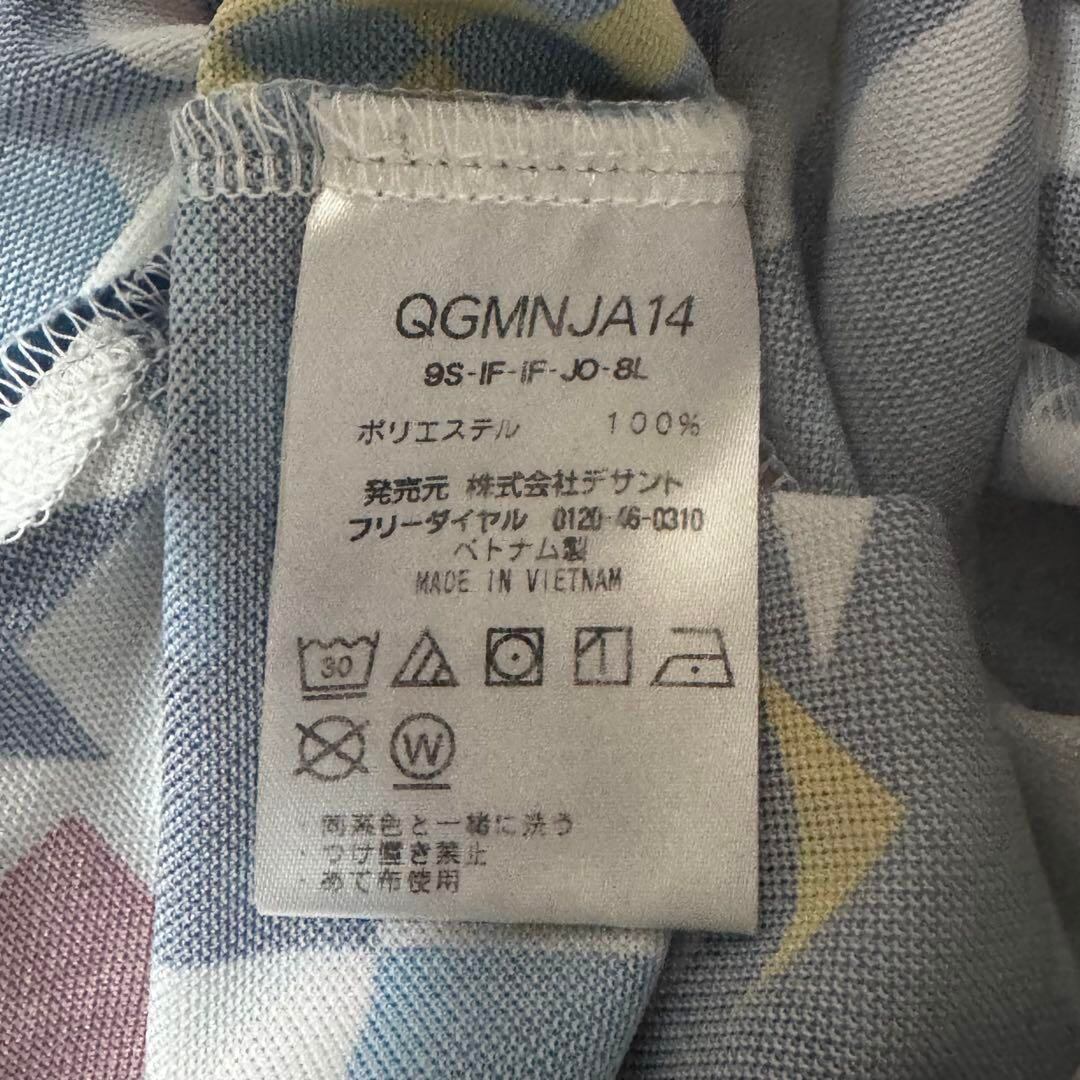 QGMNJA14
9S-IF-IF-JO-8L
ポリエステル 100%
発売元 株式会社デサント
フリーダイヤル 0120-46-0310
ベトナム製
MADE IN VIETNAM
30
W
・同系色と一緒に洗う
・つけ置き禁止
・あて布使用